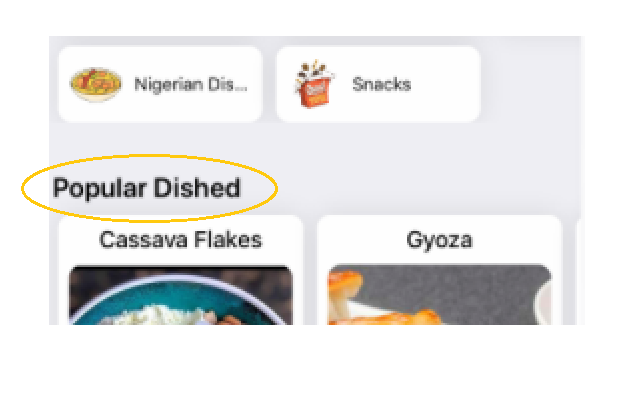 Nigerian Dis...
Snacks
Popular Dished
Cassava Flakes
Gyoza